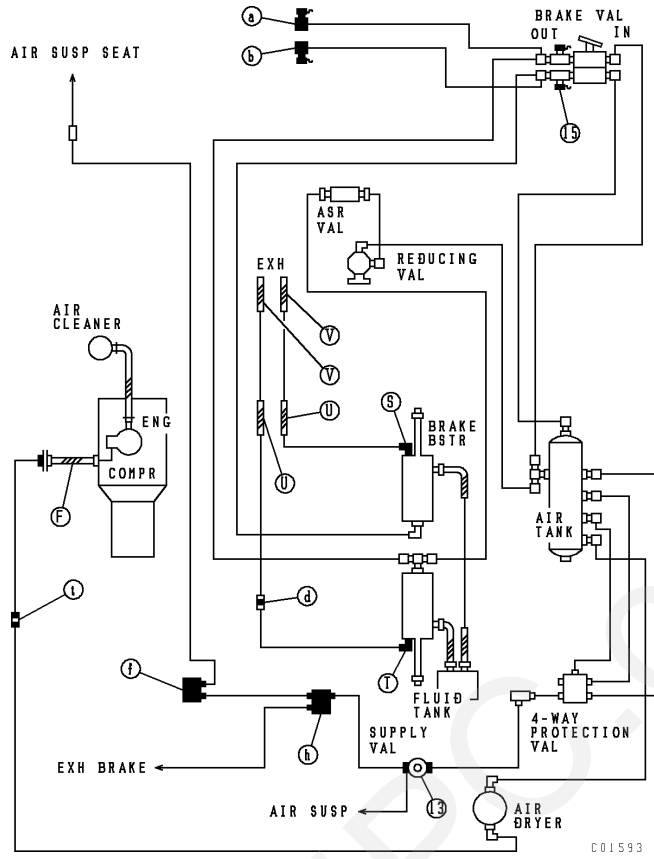 a
BRAKE VAL
OUT IN
AIR SUSP SEAT
b
15
ASR
VAL
EXH
REDUCING
VAL
AIR
CLEANER
V
V
S
U
BRAKE
BSTR
ENG
COMPR
U
F
AIR
TANK
t
d
f
T
FLUID
TANK
SUPPLY
VAL
4-WAY
PROTECTION
VAL
h
EXH BRAKE
13
AIR SUSP
AIR
DRYER
C01593